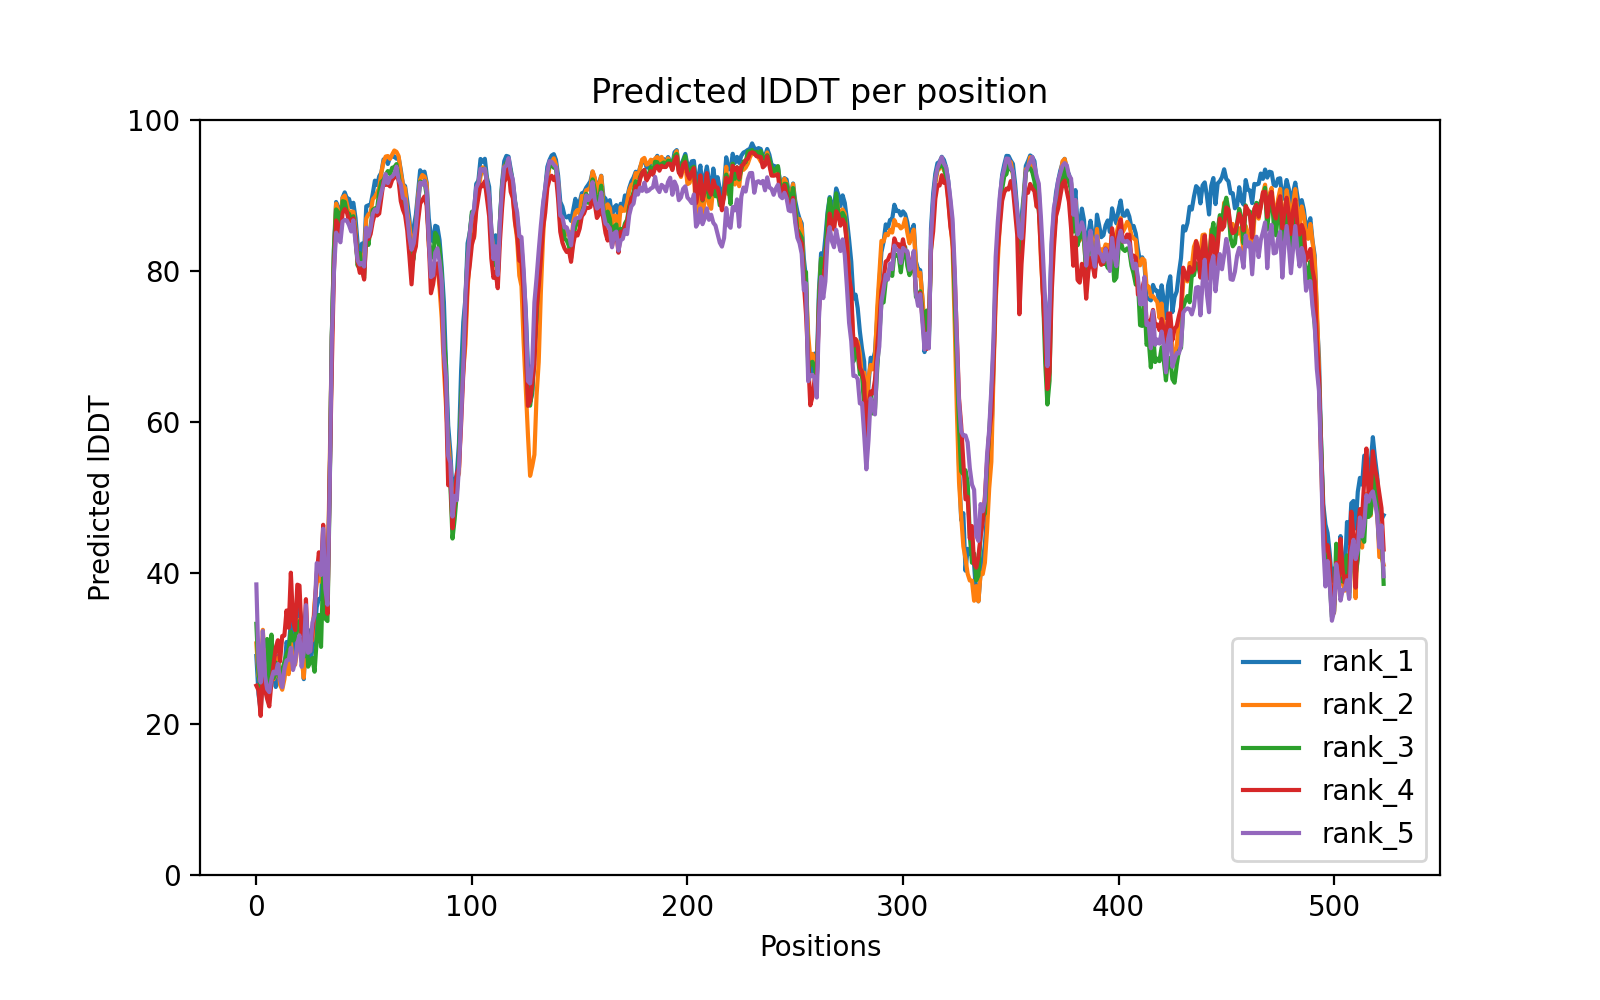 Predicted lDDT per position
100
80
60
40
20
0
Predicted lDDT
0 100 200 300 400 500
Positions
rank_1
rank_2
rank_3
rank_4
rank_5